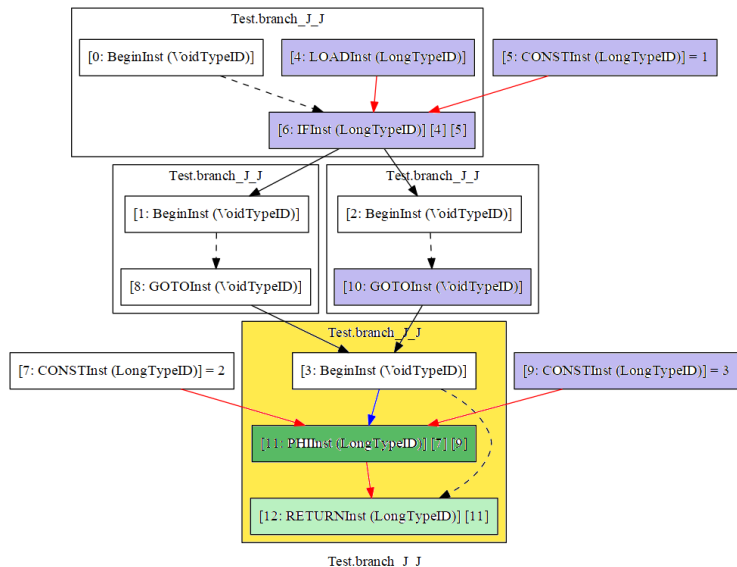 Test.branch_J_J
[0: BeginInst (VoidTypeID)]
[4: LOADInst (LongTypeID)]
[5: CONSTInst (LongTypeID)] = 1
[6: IFInst (LongTypeID)] [4] [5]
Test.branch_J_J
Test.branch_J_J
[1: BeginInst (VoidTypeID)]
[2: BeginInst (VoidTypeID)]
[8: GOTOInst (VoidTypeID)]
[10: GOTOInst (VoidTypeID)]
Test.branch_J_J
[7: CONSTInst (LongTypeID)] = 2
[3: BeginInst (VoidTypeID)]
[9: CONSTInst (LongTypeID)] = 3
[11: PHIInst (LongTypeID)] [7] [9]
[12: RETURNInst (LongTypeID)] [11]
Test.branch_J_J